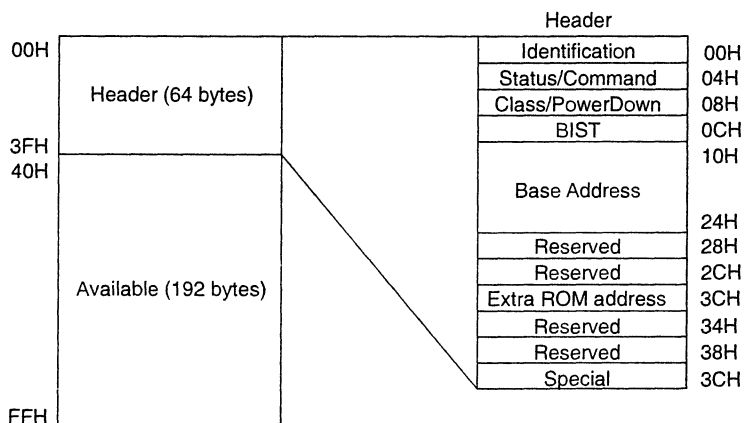 Header
00H
Header (64 bytes)
3FH
40H
Available (192 bytes)
FFH
Identification 00H
Status/Command 04H
Class/PowerDown 08H
BIST 0CH
10H
Base Address
24H
Reserved 28H
Reserved 2CH
Extra ROM address 3CH
Reserved 34H
Reserved 38H
Special 3CH